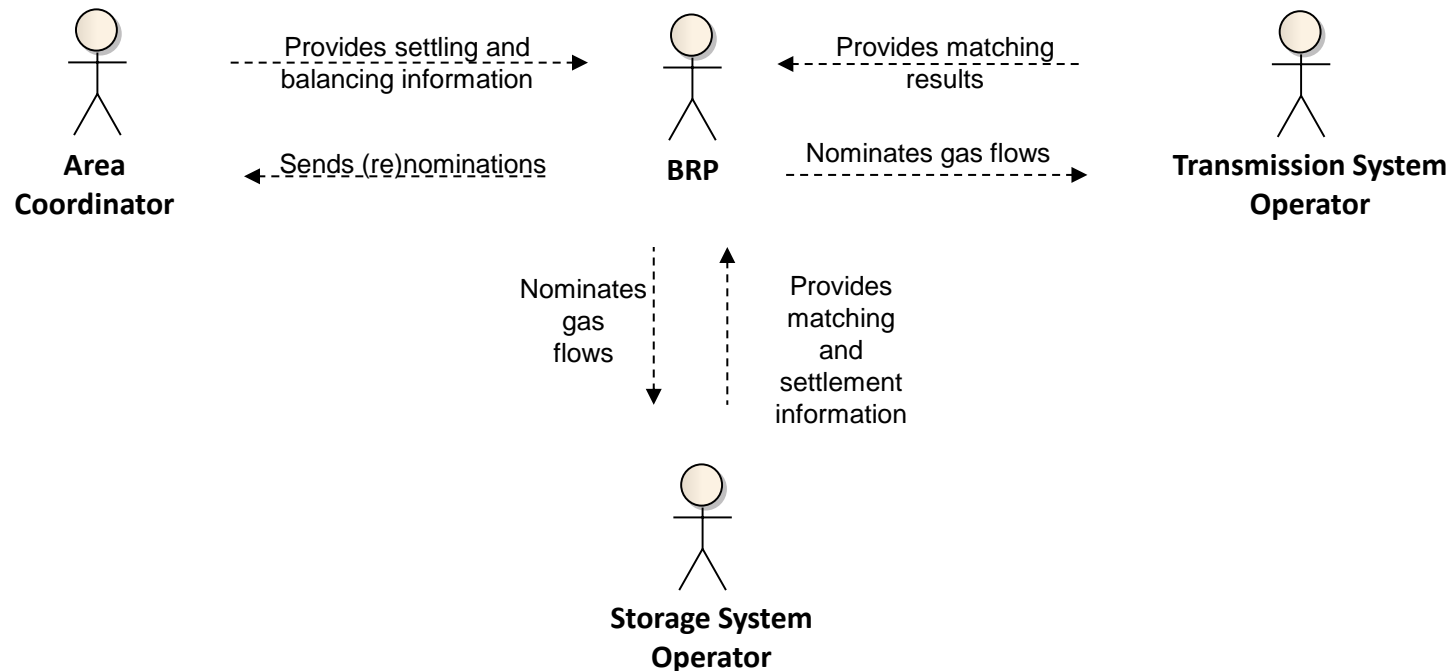 Provides settling and
balancing information
Provides matching
results
Sends (re)nominations
Nominates gas flows
Area
Coordinator
BRP
Transmission System
Operator
Nominates
gas
flows
Provides
matching
and
settlement
information
Storage System
Operator